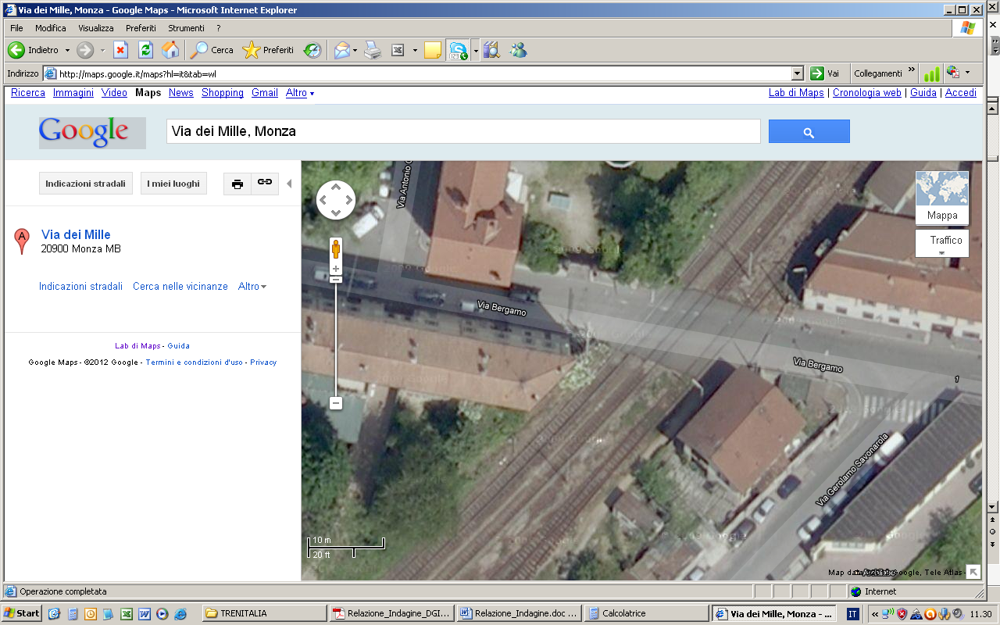 Via dei Mille, Monza - Google Maps - Microsoft Internet Explorer
File Modifica Visualizza Preferiti Strumenti ?
Indietro Cerca Preferiti
Indirizzo http://maps.google.it/maps?hl=it&tab=wl Vai Collegamenti »
Ricerca Immagini Video Maps News Shopping Gmail Altro Lab di Maps | Cronologia web | Guida | Accedi
Google Via dei Mille, Monza
Indicazioni stradali I miei luoghi
Mappa
Traffico
A Via dei Mille
20900 Monza MB
Indicazioni stradali Cerca nelle vicinanze Altro
Lab di Maps - Guida
Google Maps - ©2012 Google - Termini e condizioni d'uso - Privacy
Via Antonio
Via Bergamo
Via Bergamo
1
Via Gerolamo Savonarola
10 m
20 ft
Map data Google, Tele Atlas -
Operazione completata Internet
Start TRENITALIA Relazione_Indagine_DGI... Relazione_Indagine.doc ... Calcolatrice Via dei Mille, Monza - ... IT « 11.30